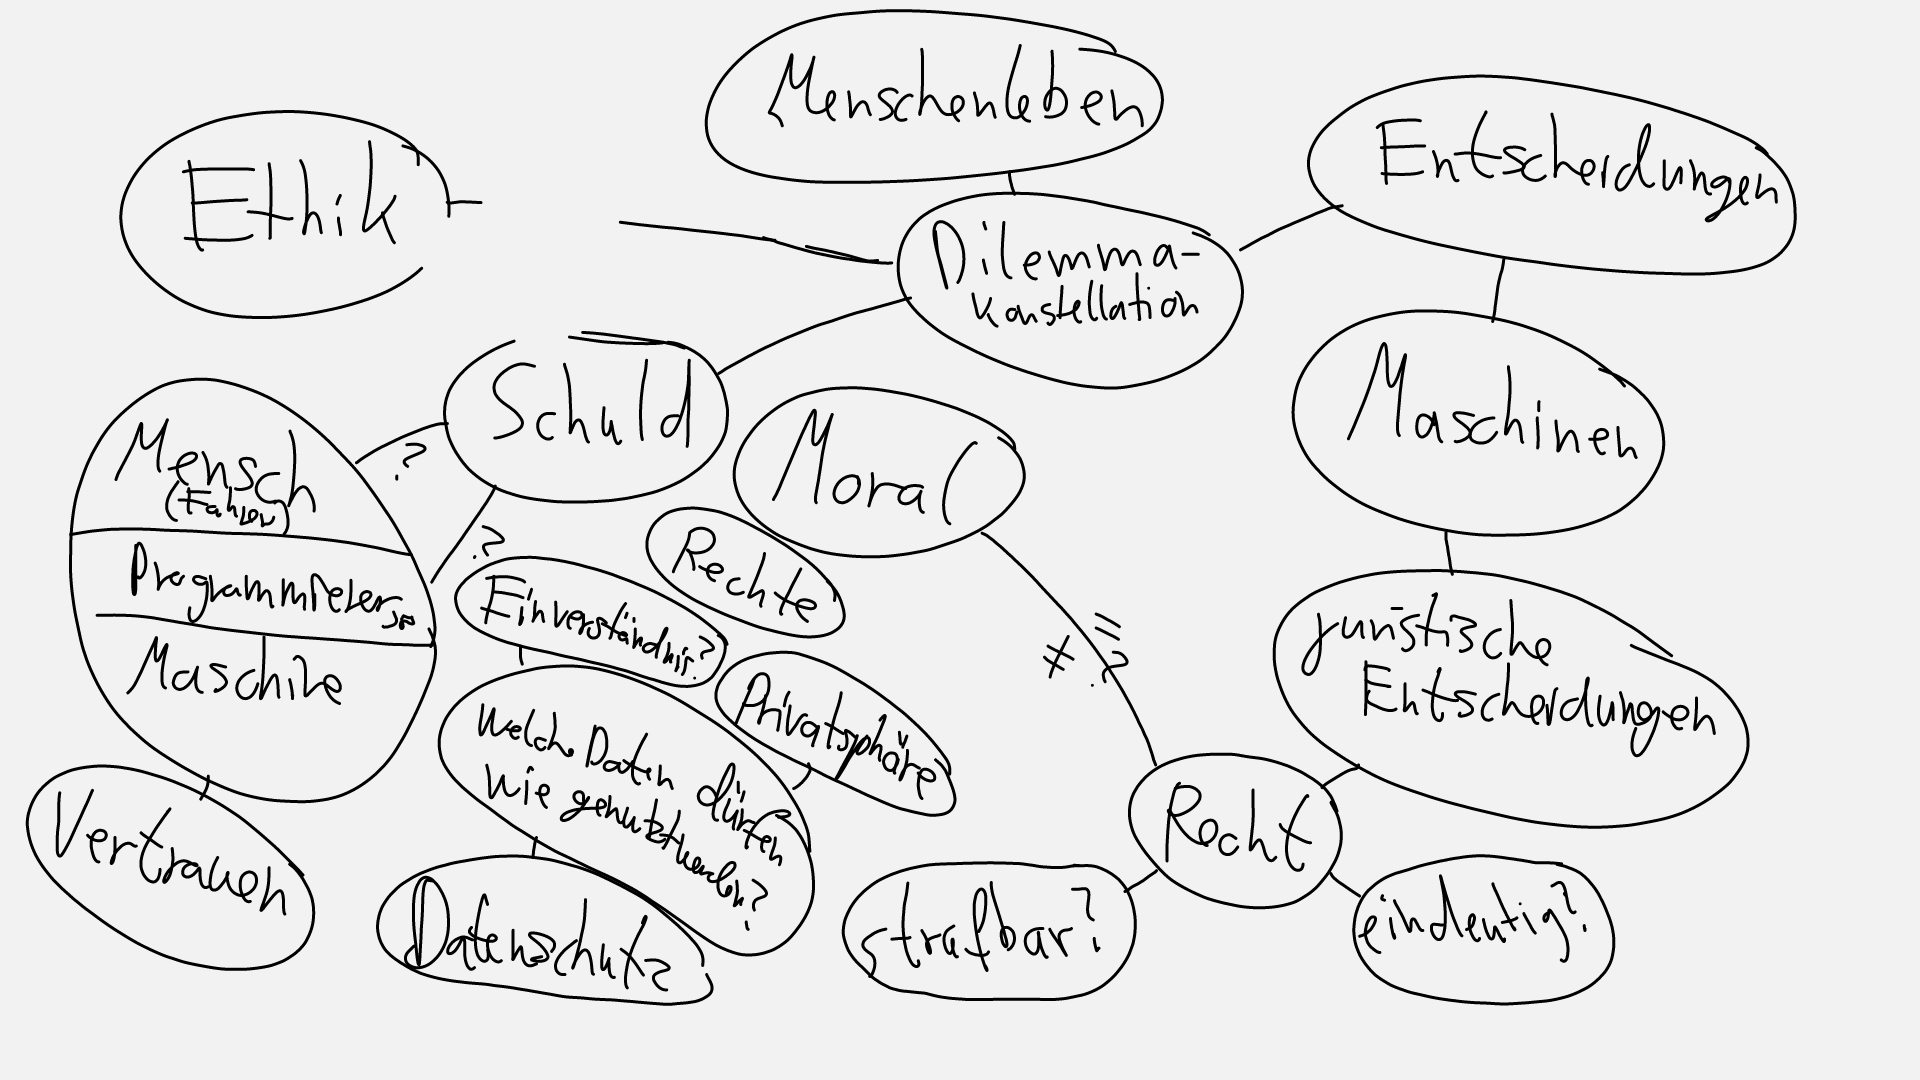 Menschenleben
Ethik
Entscheidungen
Dilemma-
Konstellation
Schuld
Maschinen
Moral
Mensch
(Fahrer)
?
?
Programmierer
Maschine
Rechte
Einverständnis?
=
≠ ?
juristische
Entscheidungen
Privatsphäre
Welche Daten dürfen
wie genutzt werden?
Vertrauen
Recht
Datenschutz
strafbar?
eindeutig?